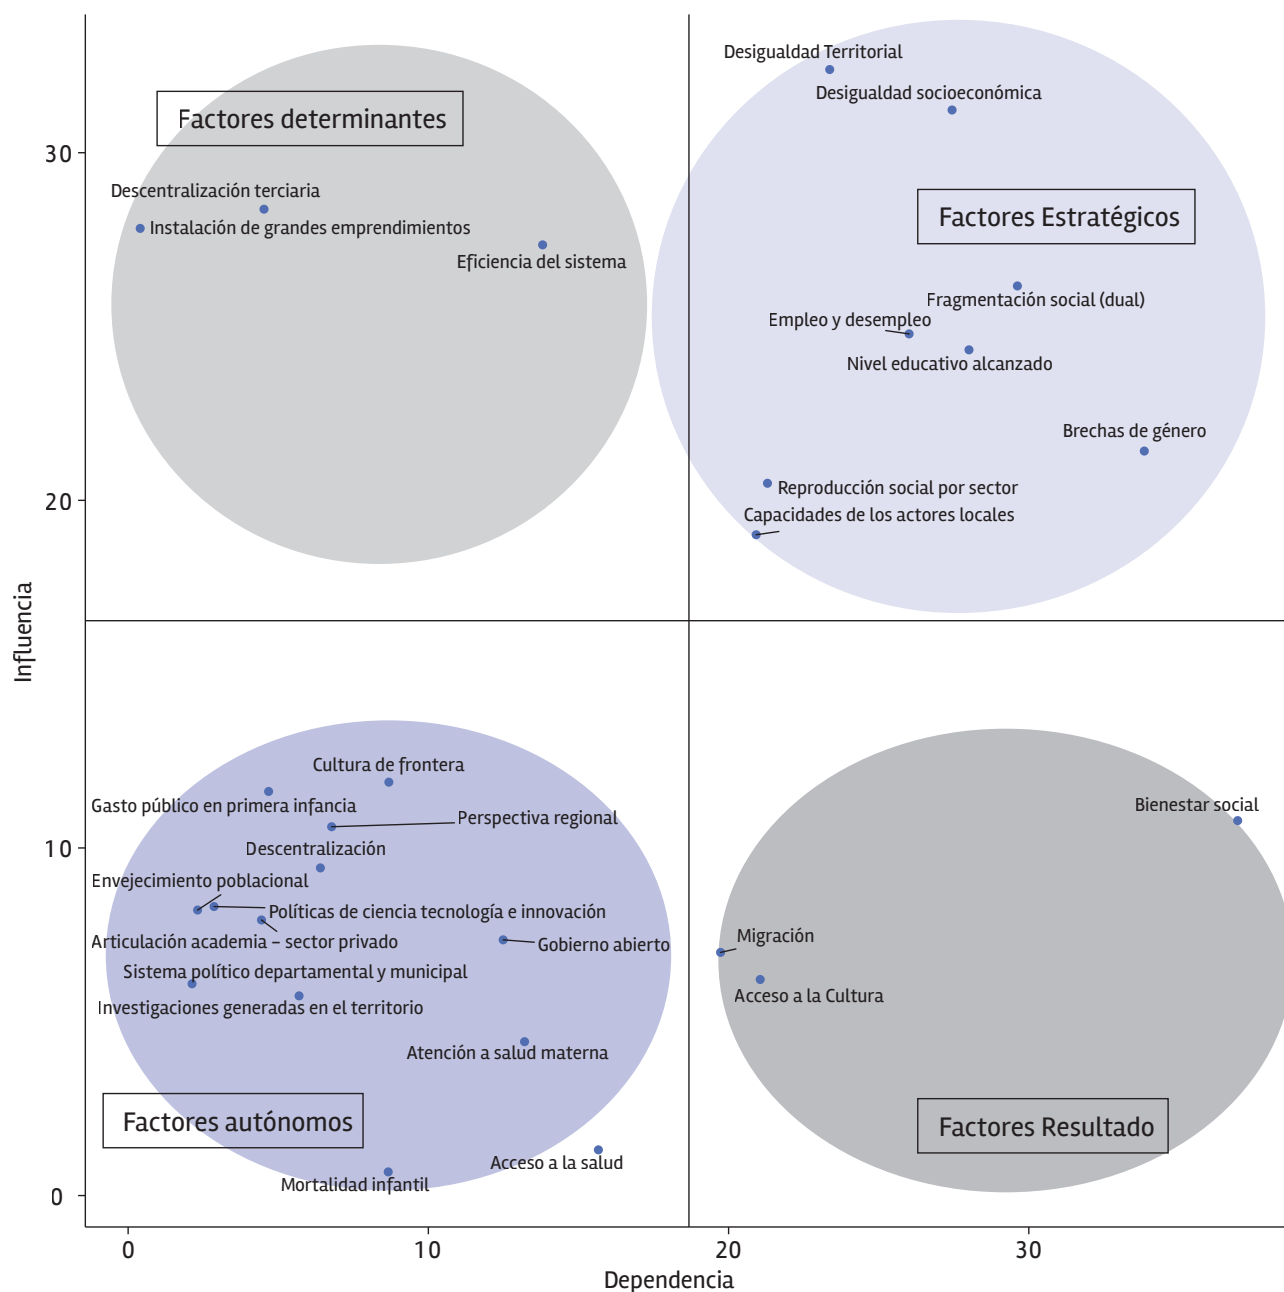 Desigualdad Territorial
Desigualdad socioeconómica
Factores determinantes
30
Descentralización terciaria
Instalación de grandes emprendimientos
Factores Estratégicos
Eficiencia del sistema
Fragmentación social (dual)
Empleo y desempleo
Nivel educativo alcanzado
Brechas de género
20
Reproducción social por sector
Capacidades de los actores locales
Influencia
Cultura de frontera
Gasto público en primera infancia
Perspectiva regional
Bienestar social
10
Descentralización
Envejecimiento poblacional
Políticas de ciencia tecnología e innovación
Articulación academia – sector privado
Gobierno abierto
Migración
Sistema político departamental y municipal
Acceso a la Cultura
Investigaciones generadas en el territorio
Atención a salud materna
Factores autónomos
Factores Resultado
Acceso a la salud
Mortalidad infantil
0
0 10 20 30
Dependencia